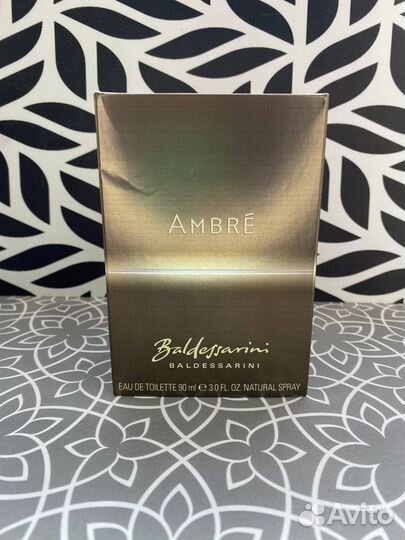 AMBRÉ
Baldessarini
BALDESSARINI
EAU DE TOILETTE 90 ml ℮ 3.0 FL. OZ. NATURAL SPRAY
Avito